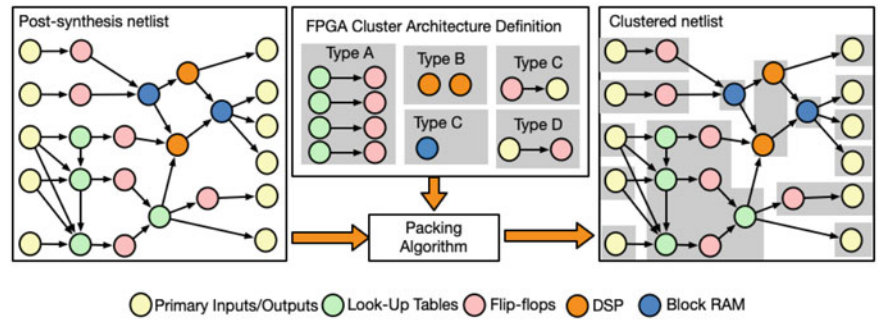 Post-synthesis netlist
FPGA Cluster Architecture Definition
Type A
Type B
Type C
Type C
Type D
Clustered netlist
Packing
Algorithm
Primary Inputs/Outputs
Look-Up Tables
Flip-flops
DSP
Block RAM